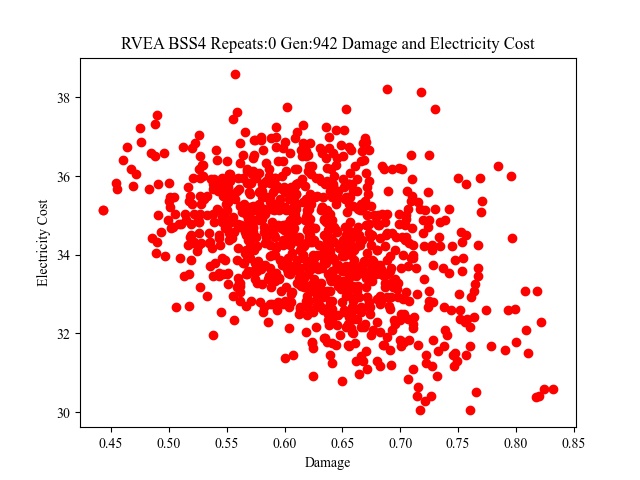 RVEA BSS4 Repeats:0 Gen:942 Damage and Electricity Cost
38
36
34
32
30
Electricity Cost
0.45 0.50 0.55 0.60 0.65 0.70 0.75 0.80 0.85
Damage